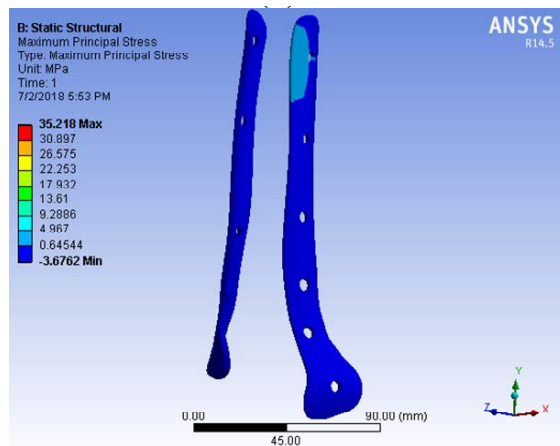 B: Static Structural
Maximum Principal Stress
Type: Maximum Principal Stress
Unit: MPa
Time: 1
7/2/2018 5:53 PM
35.218 Max
30.897
26.575
22.253
17.932
13.61
9.2886
4.967
0.64544
-3.6762 Min
ANSYS
R14.5
0.00
90.00 (mm)
45.00
Y
Z
X